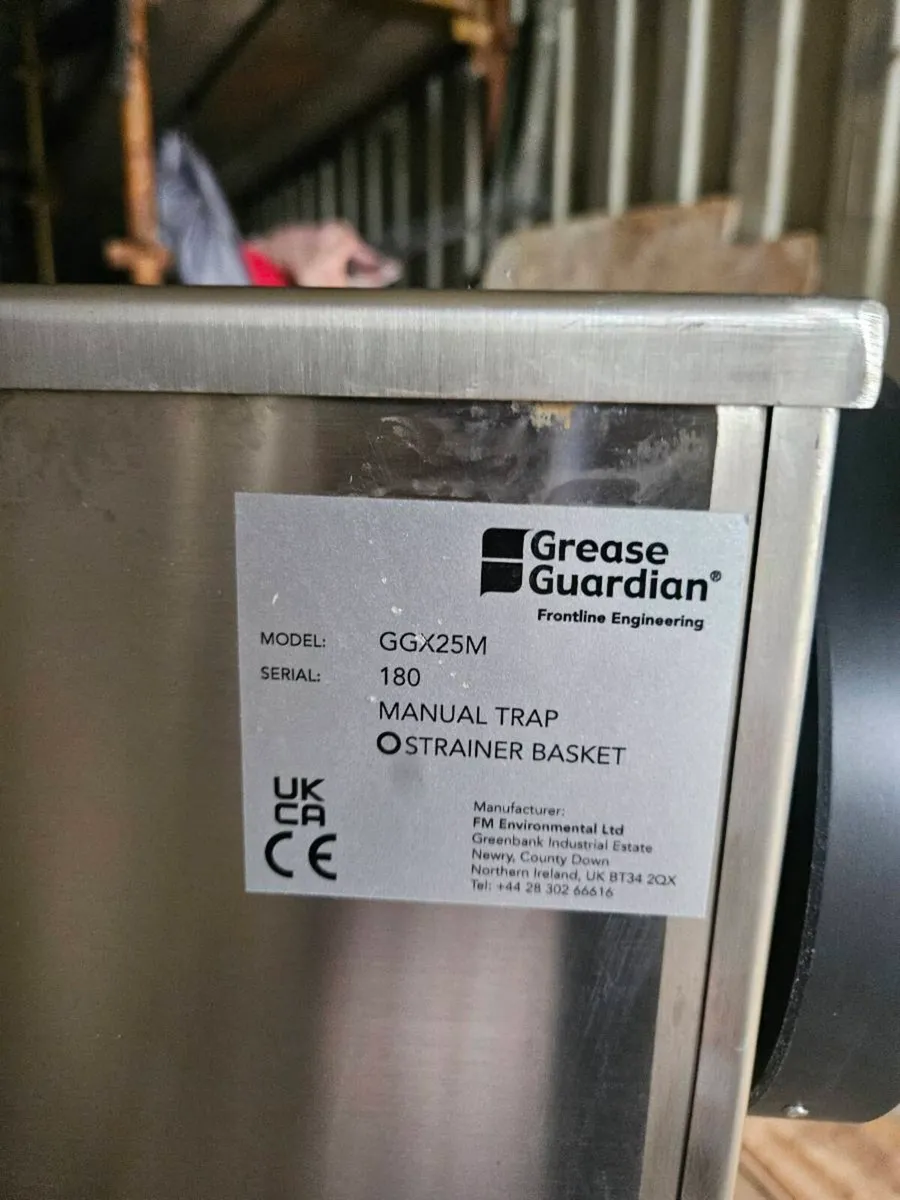 Grease
Guardian®
Frontline Engineering
MODEL: GGX25M
SERIAL: 180
MANUAL TRAP
O STRAINER BASKET
UK
CA
CE
Manufacturer:
FM Environmental Ltd
Greenbank Industrial Estate
Newry, County Down
Northern Ireland, UK BT34 2QX
Tel: +44 28 302 66616